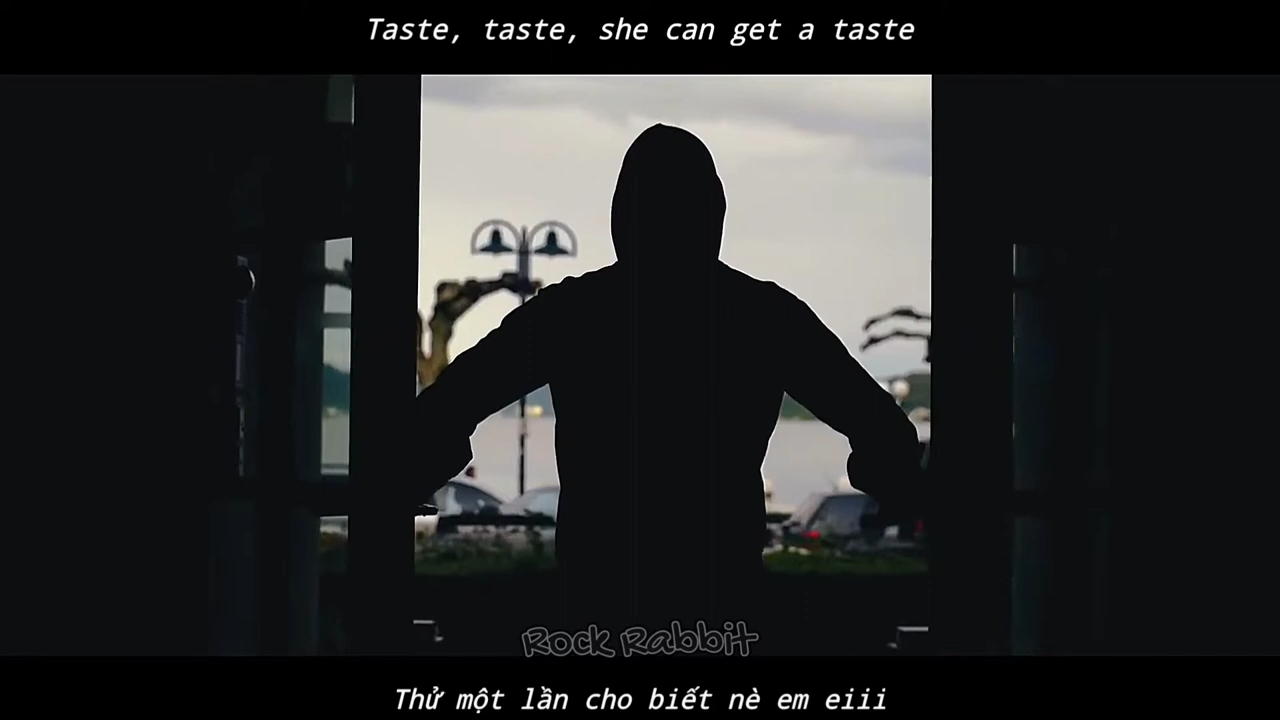 Taste, taste, she can get a taste
Rock Rabbit
Thử một lần cho biết nè em eiii